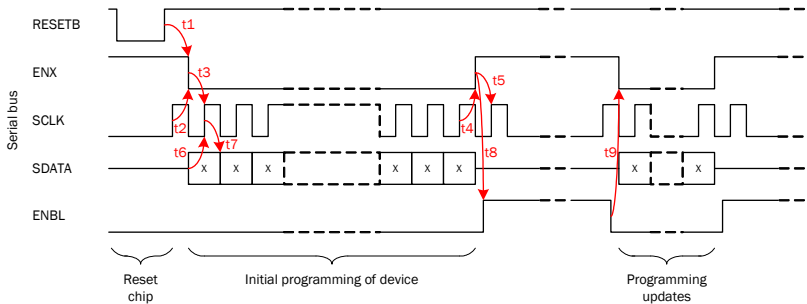 RESETB
t1
ENX
t3
t5
Serial bus
SCLK
t2
t4
t6
t7
t8
t9
SDATA
X X X X X X X X
ENBL
Reset
chip
Initial programming of device
Programming
updates